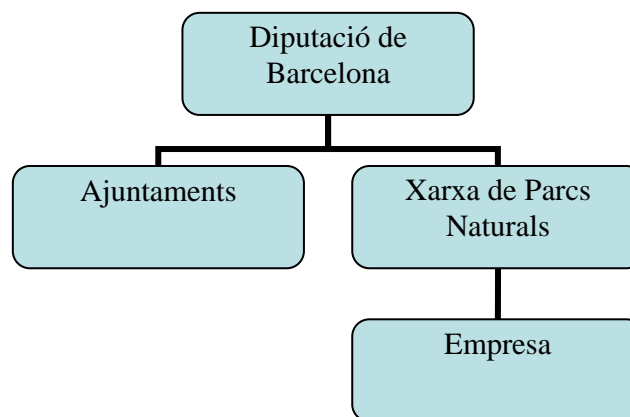 Diputació de
Barcelona
Ajuntaments
Xarxa de Parcs
Naturals
Empresa